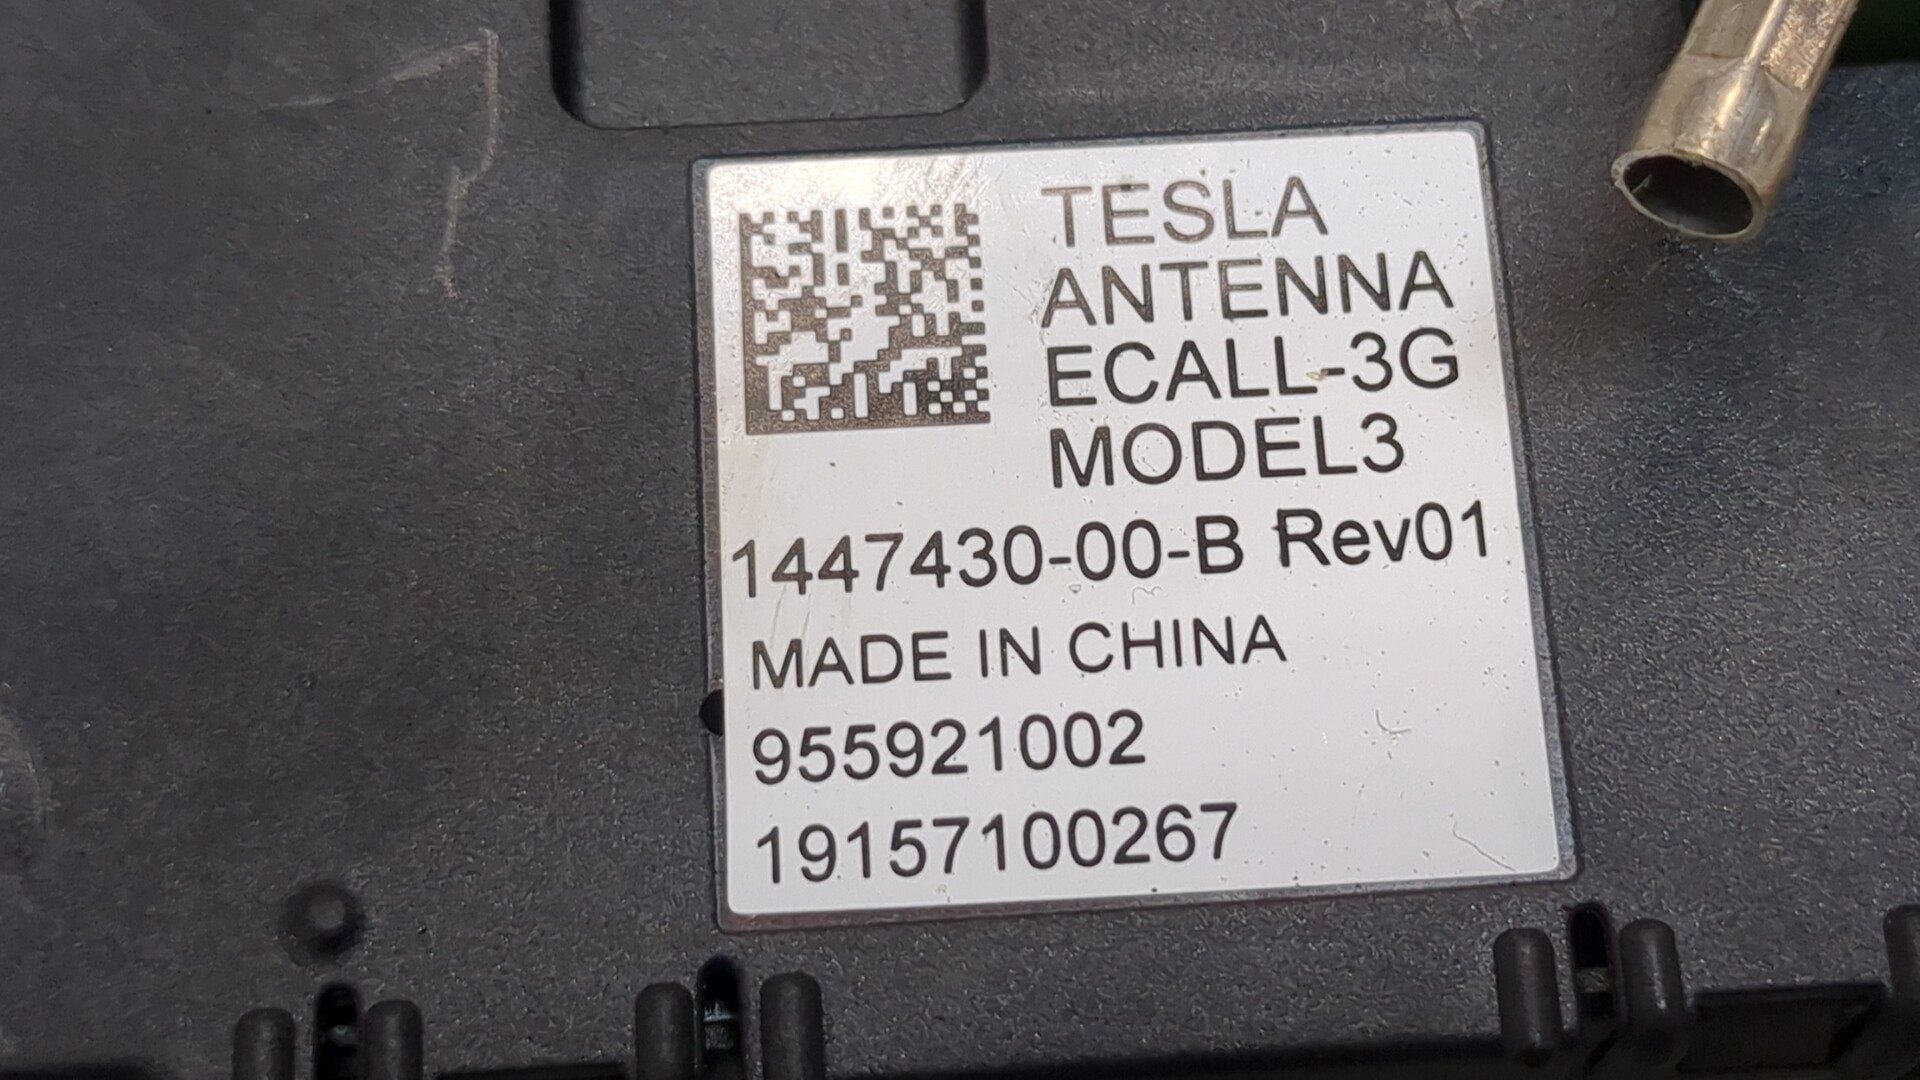 TESLA
ANTENNA
ECALL-3G
MODEL3
1447430-00-B Rev01
MADE IN CHINA
955921002
19157100267